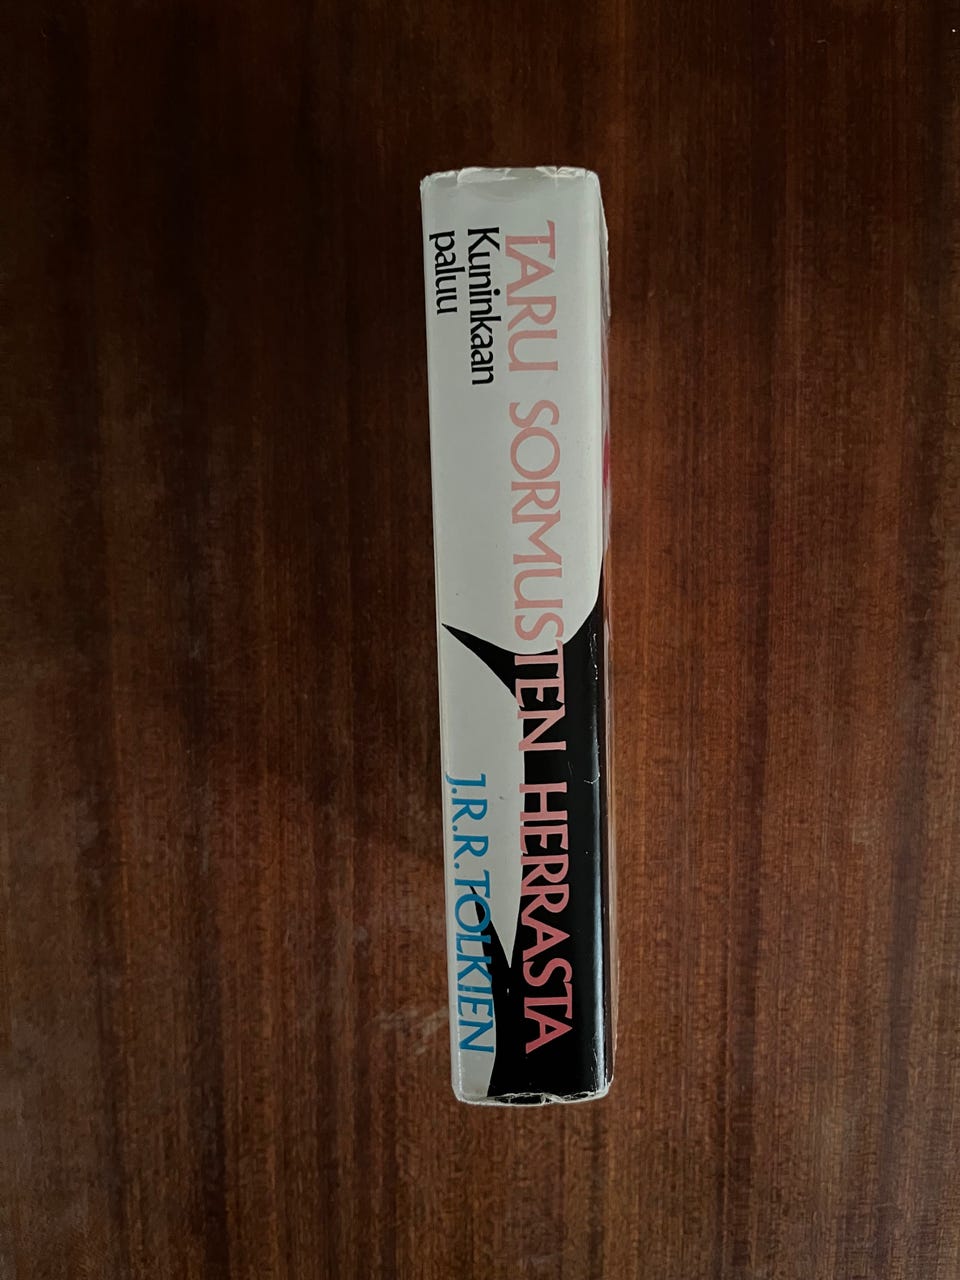 TARU SORMUSTEN HERRASTA
Kuninkaan
paluu
J.R.R.TOLKIEN